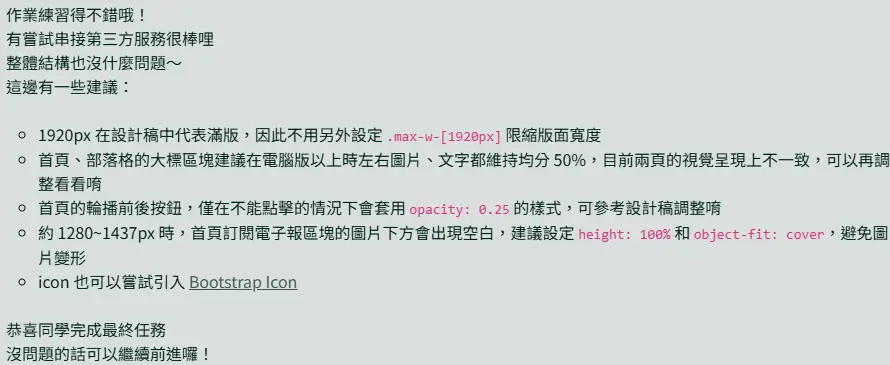 作業練習得不錯哦！
有嘗試串接第三方服務很棒哩
整體結構也沒什麼問題～
這邊有一些建議：
1920px 在設計稿中代表滿版，因此不用另外設定 .max-w-[1920px] 限縮版面寬度
首頁、部落格的大標區塊建議在電腦版以上時左右圖片、文字都維持均分 50%，目前兩頁的視覺呈現上不一致，可以再調
整看看唷
首頁的輪播前後按鈕，僅在不能點擊的情況下會套用 opacity: 0.25 的樣式，可參考設計稿調整唷
約 1280~1437px 時，首頁訂閱電子報區塊的圖片下方會出現空白，建議設定 height: 100% 和 object-fit: cover，避免圖
片變形
icon 也可以嘗試引入 Bootstrap Icon
恭喜同學完成最終任務
沒問題的話可以繼續前進囉！